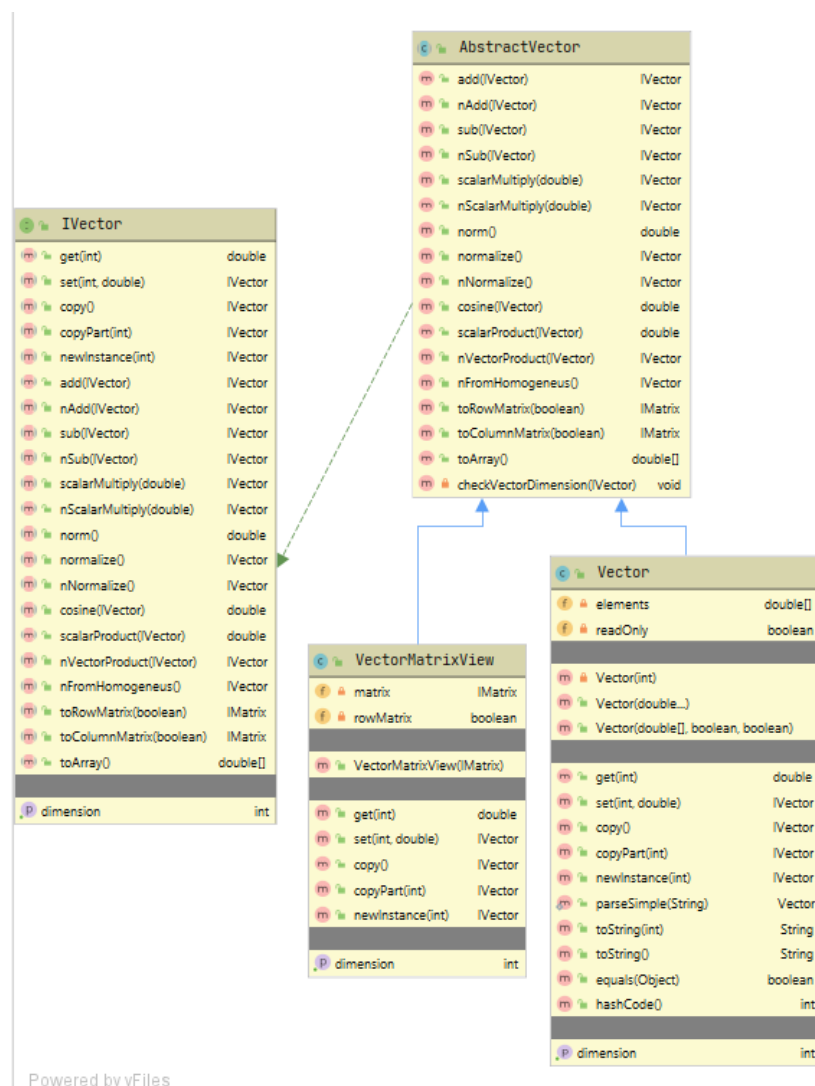 AbstractVector
add(IVector) IVector
nAdd(IVector) IVector
sub(IVector) IVector
nSub(IVector) IVector
scalarMultiply(double) IVector
nScalarMultiply(double) IVector
norm() double
normalize() IVector
nNormalize() IVector
cosine(IVector) double
scalarProduct(IVector) double
nVectorProduct(IVector) IVector
nFromHomogeneus() IVector
toRowMatrix(boolean) IMatrix
toColumnMatrix(boolean) IMatrix
toArray() double[]
checkVectorDimension(IVector) void
IVector
get(int) double
set(int, double) IVector
copy() IVector
copyPart(int) IVector
newInstance(int) IVector
add(IVector) IVector
nAdd(IVector) IVector
sub(IVector) IVector
nSub(IVector) IVector
scalarMultiply(double) IVector
nScalarMultiply(double) IVector
norm() double
normalize() IVector
nNormalize() IVector
cosine(IVector) double
scalarProduct(IVector) double
nVectorProduct(IVector) IVector
nFromHomogeneus() IVector
toRowMatrix(boolean) IMatrix
toColumnMatrix(boolean) IMatrix
toArray() double[]
dimension int
VectorMatrixView
matrix IMatrix
rowMatrix boolean
VectorMatrixView(IMatrix)
get(int) double
set(int, double) IVector
copy() IVector
copyPart(int) IVector
newInstance(int) IVector
dimension int
Vector
elements double[]
readOnly boolean
Vector(int)
Vector(double...)
Vector(double[], boolean, boolean)
get(int) double
set(int, double) IVector
copy() IVector
copyPart(int) IVector
newInstance(int) IVector
parseSimple(String) Vector
toString(int) String
toString() String
equals(Object) boolean
hashCode() int
dimension int
Powered by yFiles